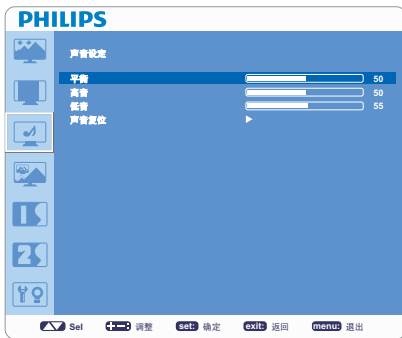 PHILIPS
声音设定
平衡 50
高音 50
低音 55
声音复位
Sel 调整 set: 确定 exit: 返回 menu: 退出